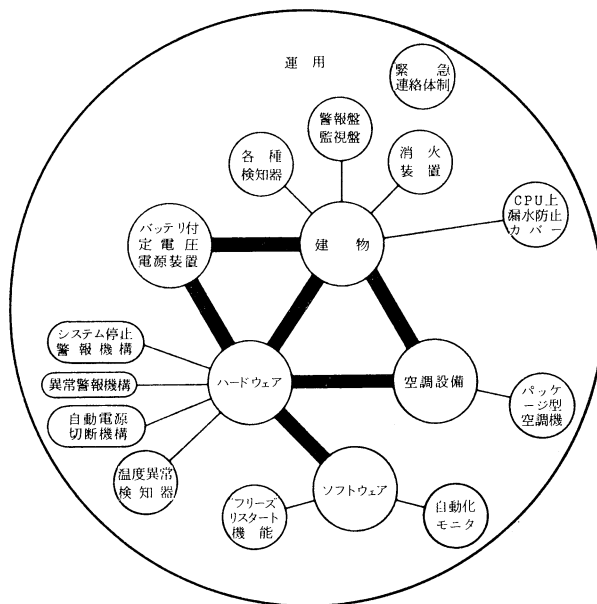 運用
緊急
連絡体制
警報盤
監視盤
各種
検知器
消火
装置
CPU上
漏水防止
カバー
バッテリ付
定電圧
電源装置
建物
システム停止
警報機構
異常警報機構
自動電源
切断機構
温度異常
検知器
ハードウェア
空調設備
パッケ
ージ型
空調機
ソフトウェア
"フリーズ"
リスタート
機能
自動化
モニタ